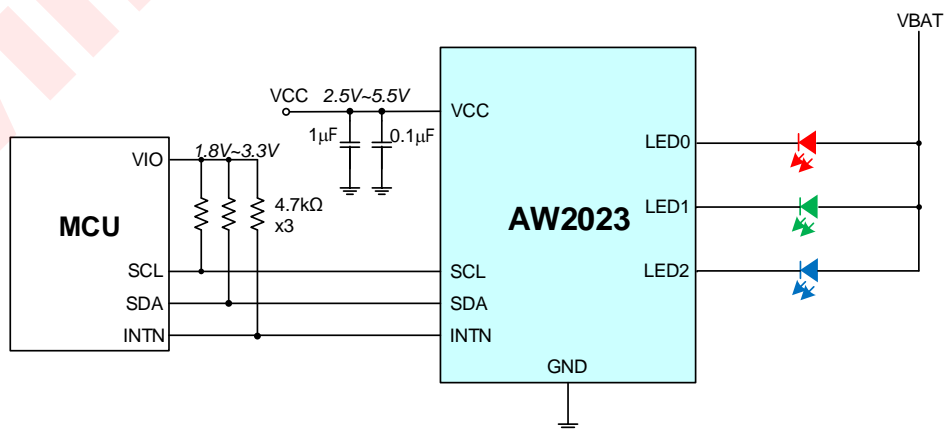 VBAT
VCC 2.5V~5.5V
VCC
1μF
0.1μF
LED0
VIO
1.8V~3.3V
4.7kΩ
x3
MCU
AW2023
LED1
SCL
SCL
LED2
SDA
SDA
INTN
INTN
GND